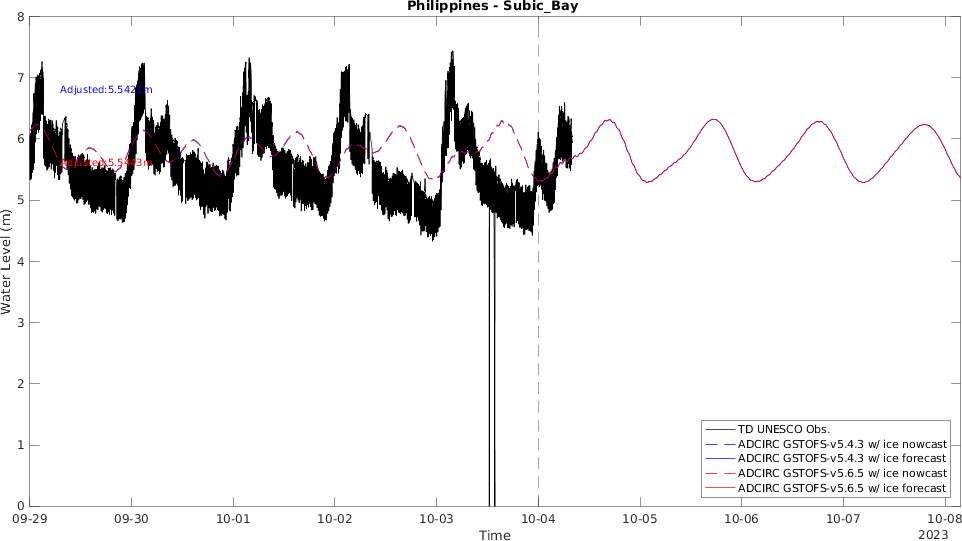 Philippines - Subic_Bay
8
7
6
5
4
3
2
1
0
Water Level (m)
Adjusted:5.542
TD UNESCO Obs.
ADCIRC GSTOFS-v5.4.3 w/ ice nowcast
ADCIRC GSTOFS-v5.4.3 w/ ice forecast
ADCIRC GSTOFS-v5.6.5 w/ ice nowcast
ADCIRC GSTOFS-v5.6.5 w/ ice forecast
09-29 09-30 10-01 10-02 10-03 10-04 10-05 10-06 10-07 10-08
Time
2023